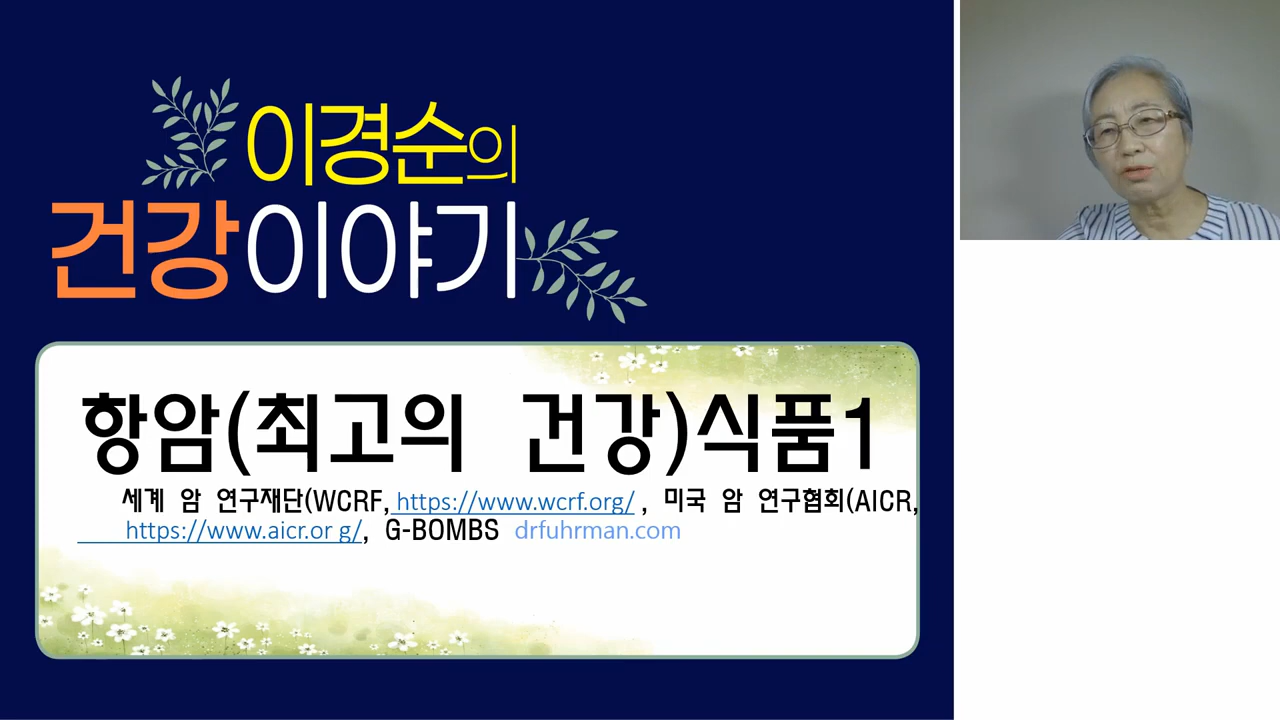 이경순의
건강이야기
항암(최고의 건강)식품1
세계 암 연구재단(WCRF, https://www.wcrf.org/ , 미국 암 연구협회(AICR,
https://www.aicr.or g/, G-BOMBS drfuhrman.com